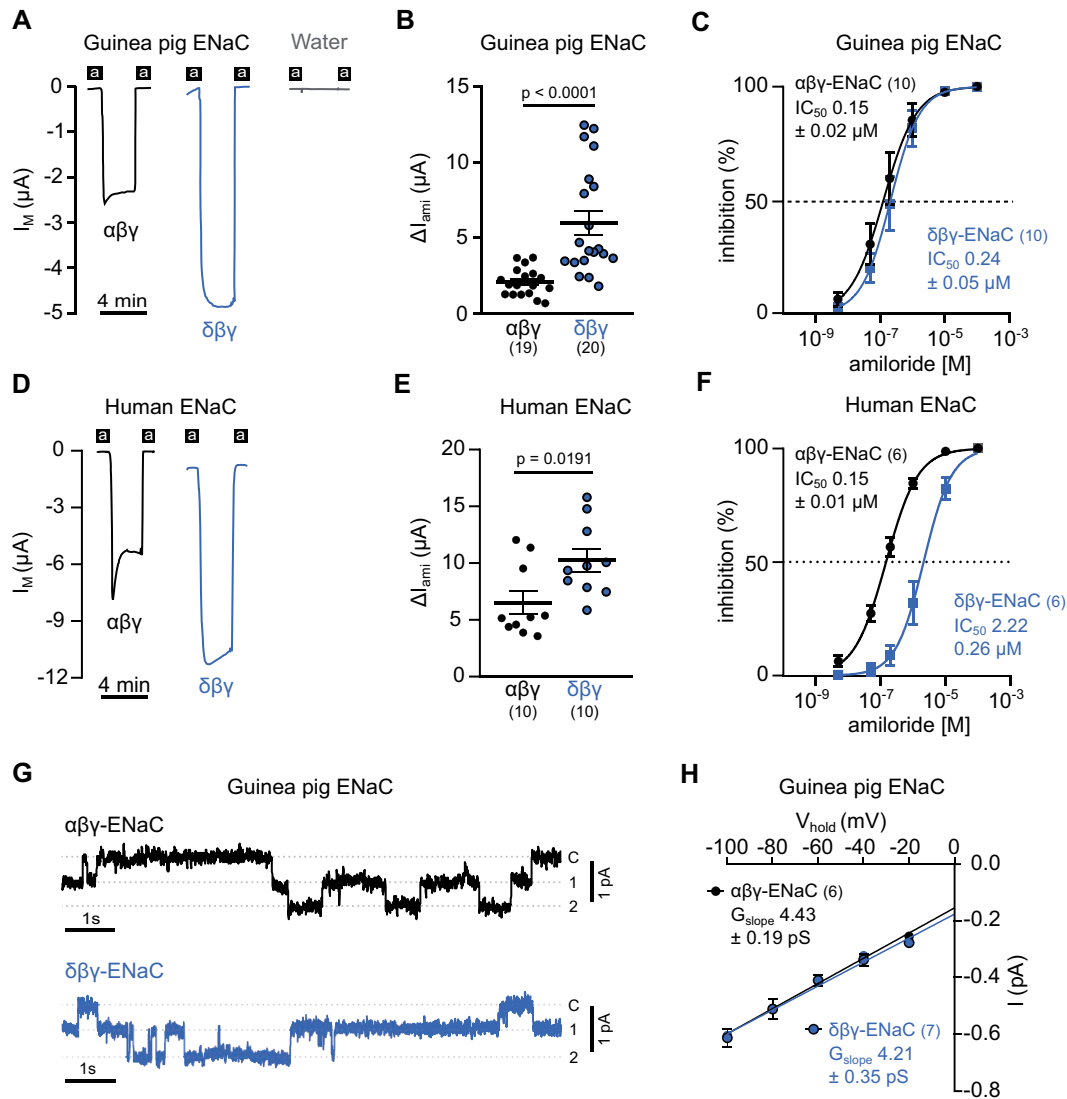 A
Guinea pig ENaC
Water
a a a a a a
0
-1
-2
-3
-4
-5
I_M (μA)
αβγ
4 min
δβγ
B
Guinea pig ENaC
15
10
5
0
ΔI_ami (μA)
p < 0.0001
αβγ
(19)
δβγ
(20)
C
Guinea pig ENaC
100
50
0
inhibition (%)
αβγ-ENaC (10)
IC50 0.15
± 0.02 μM
δβγ-ENaC (10)
IC50 0.24
± 0.05 μM
10-9 10-7 10-5 10-3
amiloride [M]
D
Human ENaC
a a a a
0
-3
-6
-9
-12
I_M (μA)
αβγ
4 min
δβγ
E
Human ENaC
20
15
10
5
0
ΔI_ami (μA)
p = 0.0191
αβγ
(10)
δβγ
(10)
F
Human ENaC
100
50
0
inhibition (%)
αβγ-ENaC (6)
IC50 0.15
± 0.01 μM
δβγ-ENaC (6)
IC50 2.22
0.26 μM
10-9 10-7 10-5 10-3
amiloride [M]
G
Guinea pig ENaC
αβγ-ENaC
C
1
2
1 pA
1s
δβγ-ENaC
C
1
2
1 pA
1s
H
Guinea pig ENaC
V_hold (mV)
-100 -80 -60 -40 -20 0
0.0
-0.2
-0.4
-0.6
-0.8
I (pA)
αβγ-ENaC (6)
G_slope 4.43
± 0.19 pS
δβγ-ENaC (7)
G_slope 4.21
± 0.35 pS